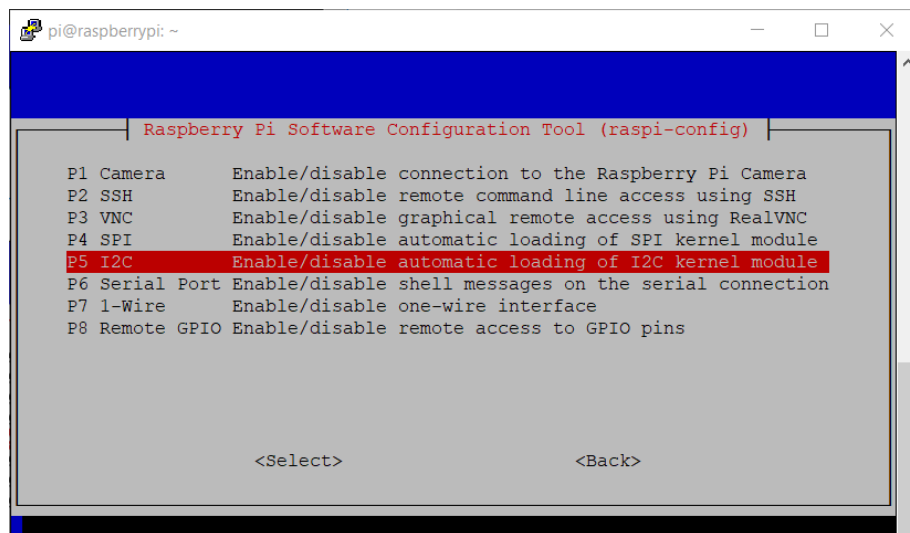 pi@raspberrypi: ~
Raspberry Pi Software Configuration Tool (raspi-config)
P1 Camera Enable/disable connection to the Raspberry Pi Camera
P2 SSH Enable/disable remote command line access using SSH
P3 VNC Enable/disable graphical remote access using RealVNC
P4 SPI Enable/disable automatic loading of SPI kernel module
P5 I2C Enable/disable automatic loading of I2C kernel module
P6 Serial Port Enable/disable shell messages on the serial connection
P7 1-Wire Enable/disable one-wire interface
P8 Remote GPIO Enable/disable remote access to GPIO pins
<Select> <Back>